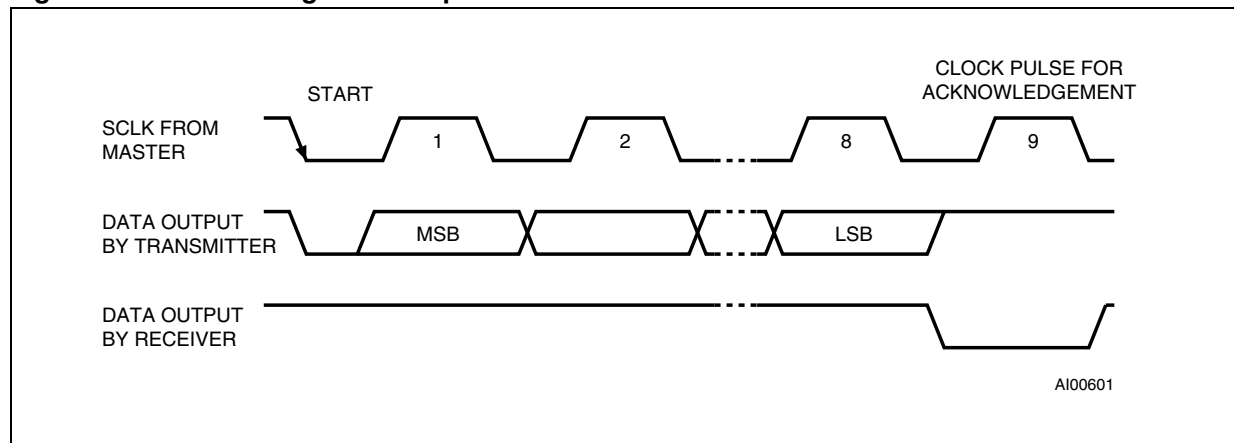 START
CLOCK PULSE FOR
ACKNOWLEDGEMENT
SCLK FROM
MASTER
1
2
8
9
DATA OUTPUT
BY TRANSMITTER
MSB
LSB
DATA OUTPUT
BY RECEIVER
AI00601